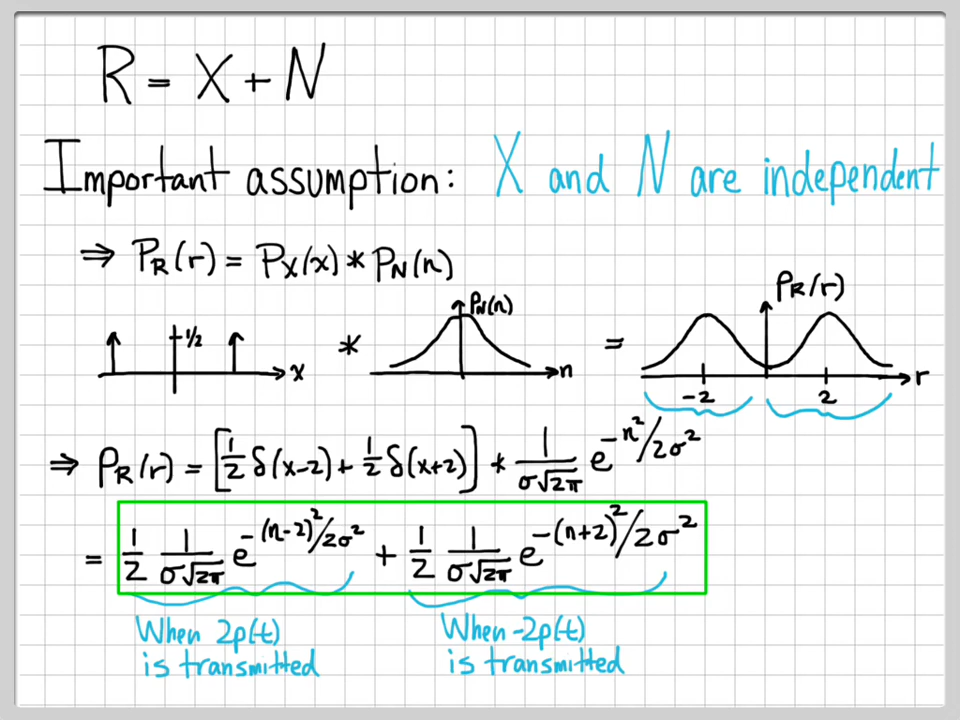 R = X + N
Important assumption: X and N are independent
⇒ P_R(r) = P_X(x) * P_N(n)
1/2 x * P_N(n) n = P_R(r) -2 2 r
⇒ P_R(r) = [1/2 δ(x-2) + 1/2 δ(x+2)] * 1/(σ√2π) e^(-n²/2σ²)
= 1/2 1/(σ√2π) e^(-(n-2)²/2σ²) + 1/2 1/(σ√2π) e^(-(n+2)²/2σ²)
When 2p(t) When -2p(t)
is transmitted is transmitted